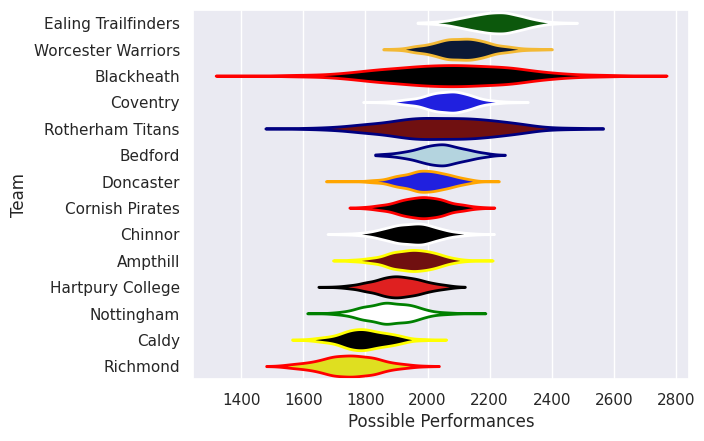 Ealing Trailfinders
Worcester Warriors
Blackheath
Coventry
Rotherham Titans
Bedford
Doncaster
Cornish Pirates
Chinnor
Ampthill
Hartpury College
Nottingham
Caldy
Richmond
Team
1400 1600 1800 2000 2200 2400 2600 2800
Possible Performances